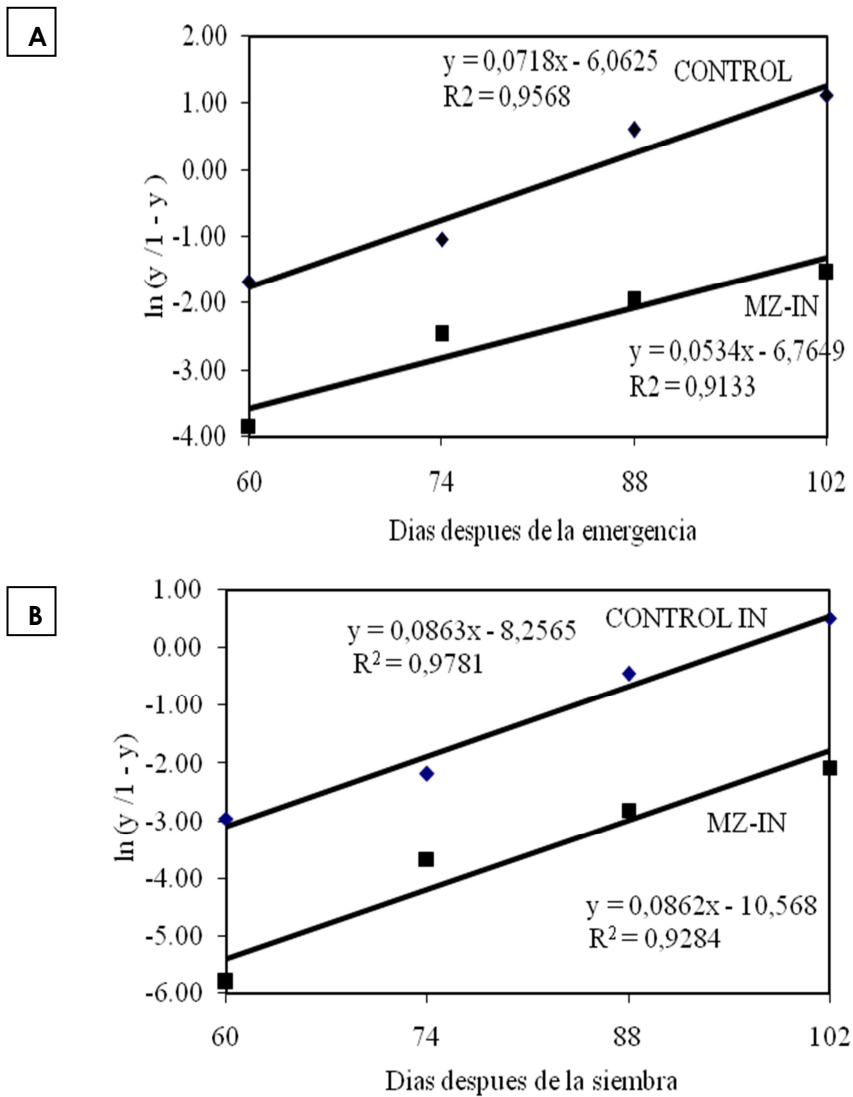 A
2.00
1.00
0.00
-1.00
-2.00
-3.00
-4.00
ln (y /1 - y )
y = 0,0718x - 6,0625
R2 = 0,9568
CONTROL
MZ-IN
y = 0,0534x - 6,7649
R2 = 0,9133
60 74 88 102
Dias despues de la emergencia
B
1.00
0.00
-1.00
-2.00
-3.00
-4.00
-5.00
-6.00
ln (y /1 - y)
y = 0,0863x - 8,2565
R² = 0,9781
CONTROL IN
MZ-IN
y = 0,0862x - 10,568
R² = 0,9284
60 74 88 102
Dias despues de la siembra